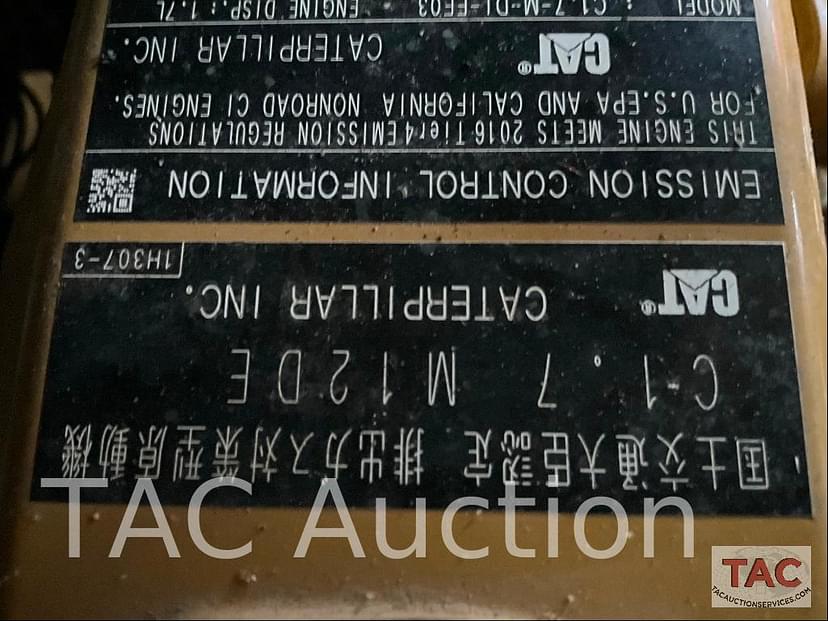 国土交通大臣認定 排出ガス対策型原動機
C-1.7 M12DE
CAT® CATERPILLAR INC.
1H307-3
EMISSION CONTROL INFORMATION
THIS ENGINE MEETS 2016 Tier4 EMISSION REGULATIONS
FOR U.S.EPA AND CALIFORNIA NONROAD CI ENGINES.
CAT® CATERPILLAR INC.
MODEL : C1.7-M-DI-EE03 ENGINE DISP.: 1.7L
TAC Auction
TAC
TACAUCTIONSERVICES.COM